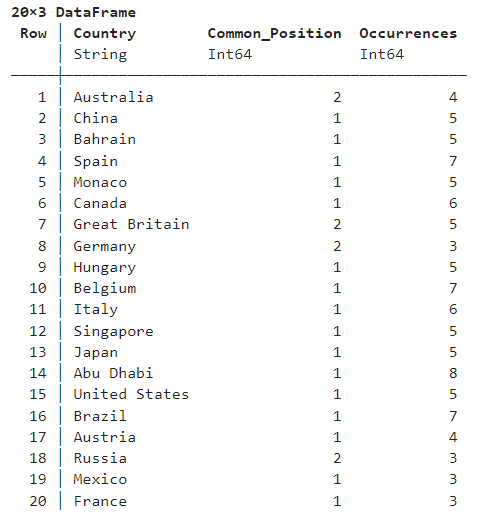 20×3 DataFrame
Row │ Country Common_Position Occurrences
│ String Int64 Int64
1 │ Australia 2 4
2 │ China 1 5
3 │ Bahrain 1 5
4 │ Spain 1 7
5 │ Monaco 1 5
6 │ Canada 1 6
7 │ Great Britain 2 5
8 │ Germany 2 3
9 │ Hungary 1 5
10 │ Belgium 1 7
11 │ Italy 1 6
12 │ Singapore 1 5
13 │ Japan 1 5
14 │ Abu Dhabi 1 8
15 │ United States 1 5
16 │ Brazil 1 7
17 │ Austria 1 4
18 │ Russia 2 3
19 │ Mexico 1 3
20 │ France 1 3